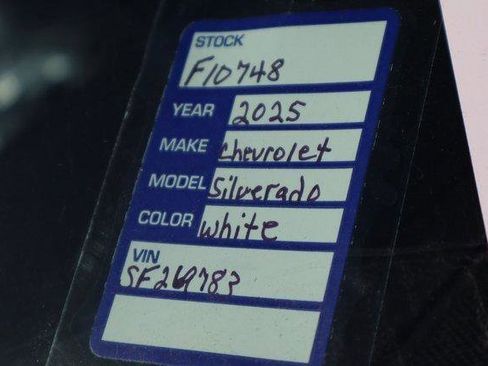 STOCK
F10748
YEAR 2025
MAKE Chevrolet
MODEL Silverado
COLOR White
VIN
SF269783